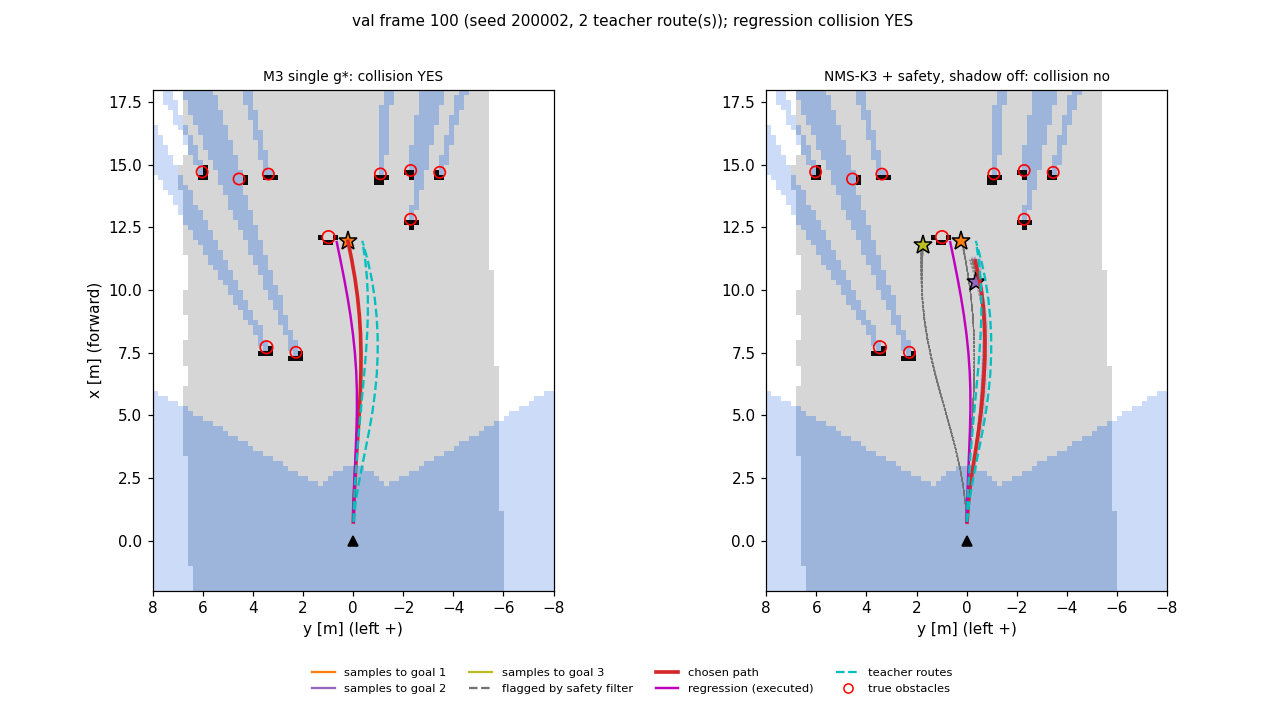 val frame 100 (seed 200002, 2 teacher route(s)); regression collision YES
M3 single g*: collision YES
NMS-K3 + safety, shadow off: collision no
17.5
15.0
12.5
10.0
7.5
5.0
2.5
0.0
x [m] (forward)
8 6 4 2 0 −2 −4 −6 −8
y [m] (left +)
17.5
15.0
12.5
10.0
7.5
5.0
2.5
0.0
8 6 4 2 0 −2 −4 −6 −8
y [m] (left +)
samples to goal 1
samples to goal 2
samples to goal 3
flagged by safety filter
chosen path
regression (executed)
teacher routes
true obstacles